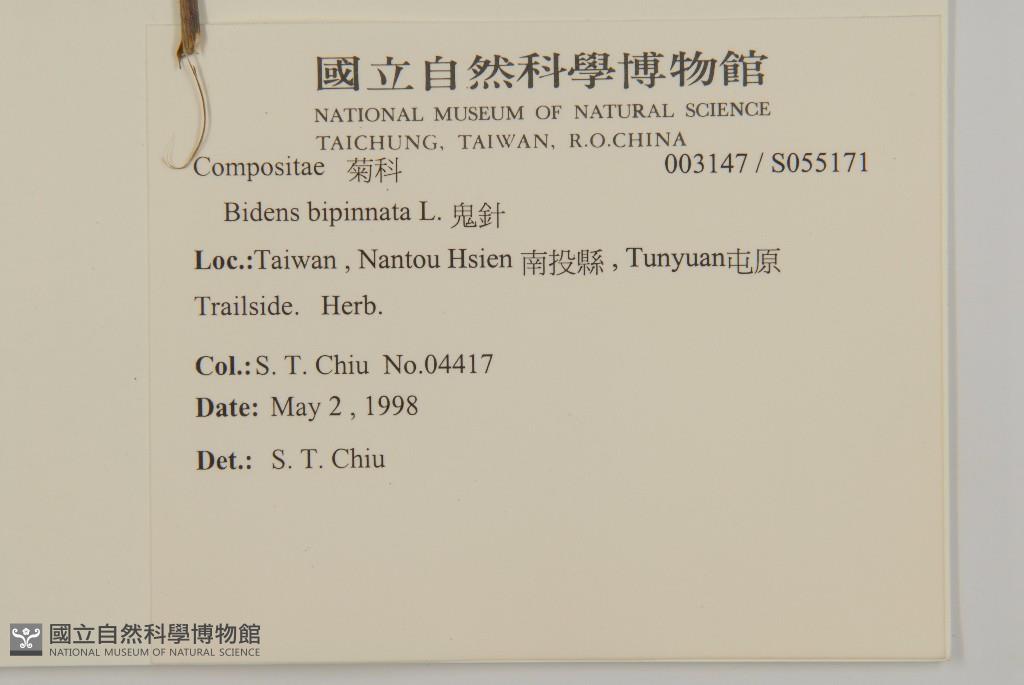 國立自然科學博物館
NATIONAL MUSEUM OF NATURAL SCIENCE
TAICHUNG, TAIWAN, R.O.CHINA
Compositae 菊科 003147 / S055171
Bidens bipinnata L. 鬼針
Loc.:Taiwan , Nantou Hsien 南投縣 , Tunyuan屯原
Trailside. Herb.
Col.: S. T. Chiu No.04417
Date: May 2 , 1998
Det.: S. T. Chiu
國立自然科學博物館
NATIONAL MUSEUM OF NATURAL SCIENCE